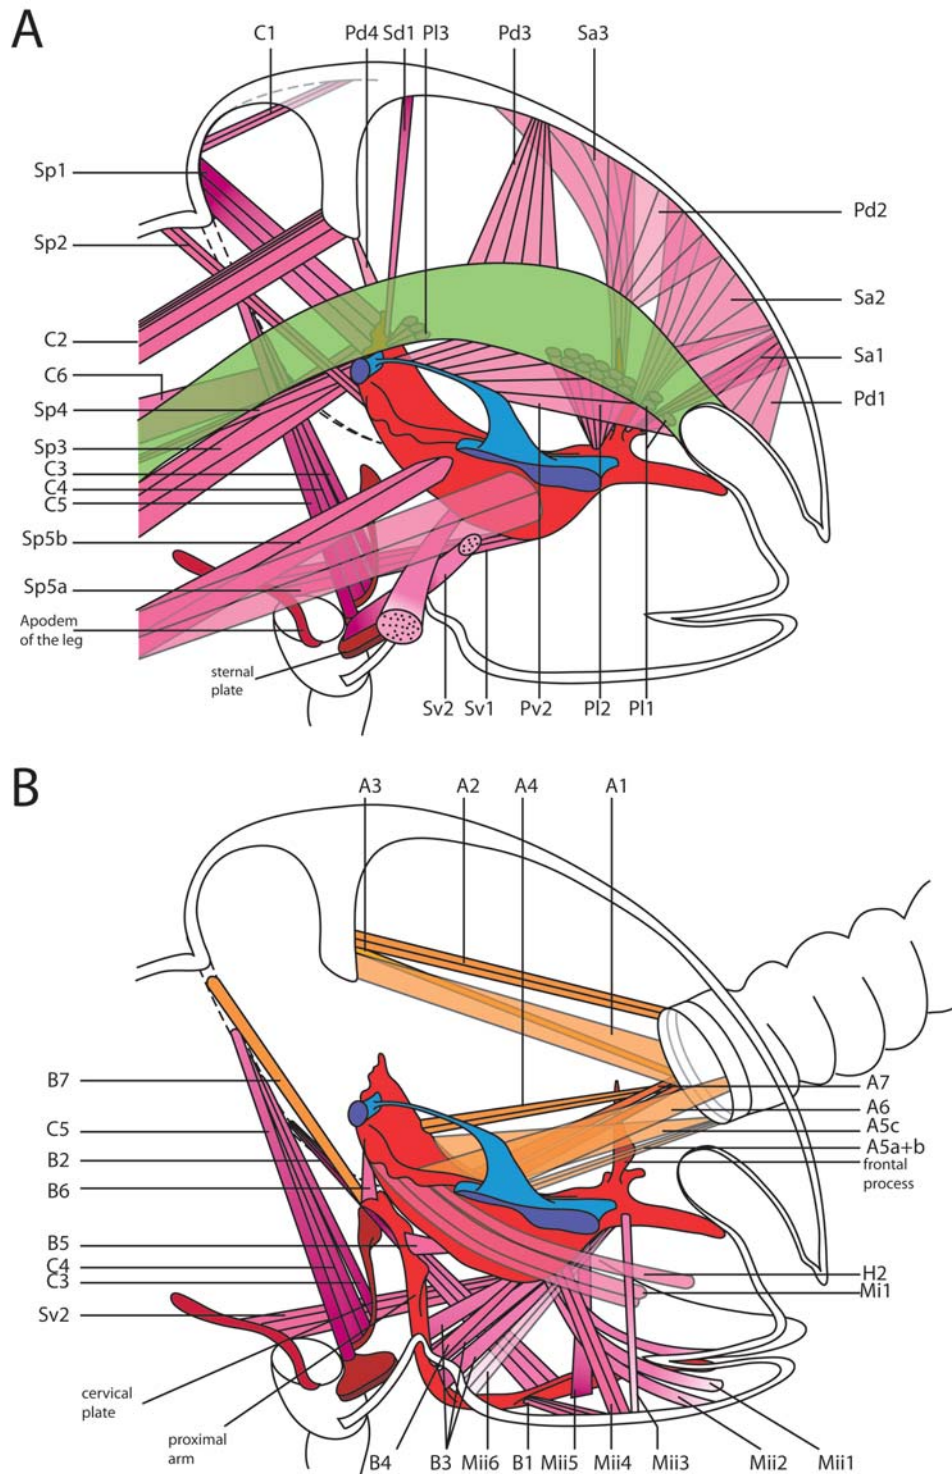 A
C1 Pd4 Sd1 Pl3 Pd3 Sa3
Sp1
Sp2
Pd2
Sa2
C2
Sa1
C6
Pd1
Sp4
Sp3
C3
C4
C5
Sp5b
Sp5a
Apodem
of the leg
sternal
plate
Sv2 Sv1 Pv2 Pl2 Pl1
B
A3 A2 A4 A1
B7
A7
A6
C5
A5c
B2
A5a+b
frontal
process
B6
B5
C4
C3
H2
Mi1
Sv2
cervical
plate
proximal
arm
B4 B3 Mii6 B1 Mii5 Mii4 Mii3 Mii2 Mii1